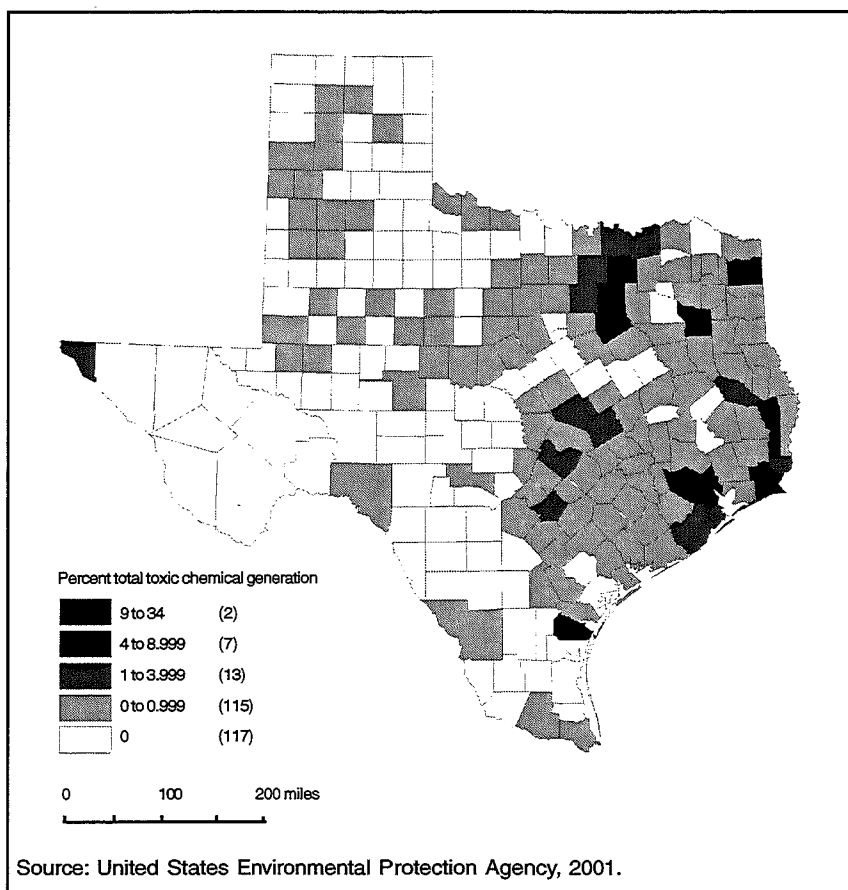 Percent total toxic chemical generation
9 to 34 (2)
4 to 8.999 (7)
1 to 3.999 (13)
0 to 0.999 (115)
0 (117)
0 100 200 miles
Source: United States Environmental Protection Agency, 2001.